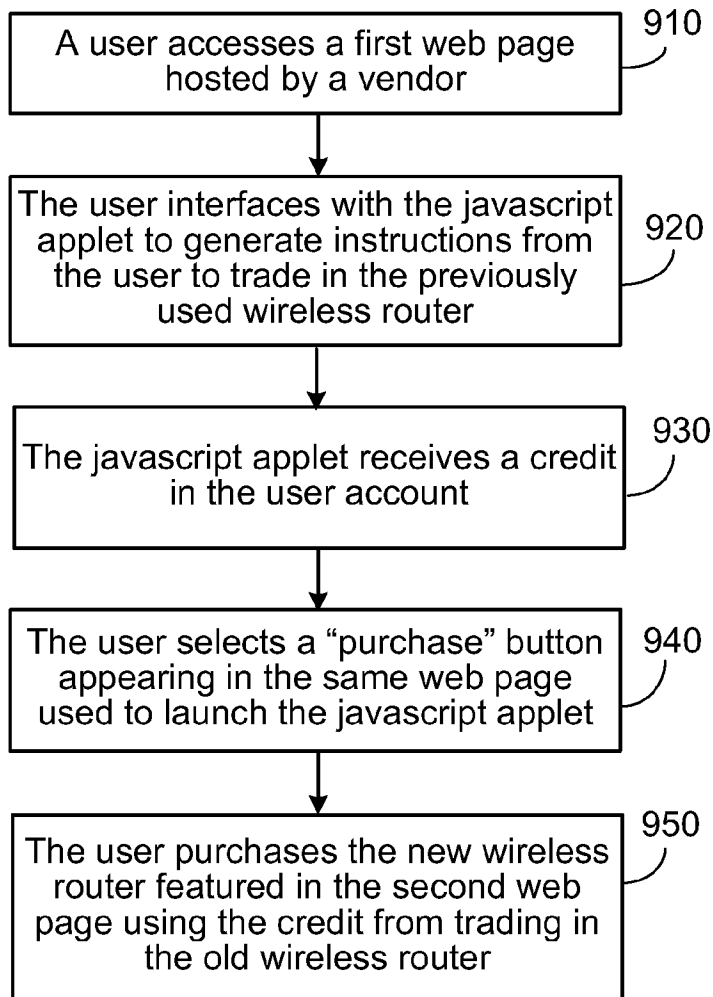 A user accesses a first web page
hosted by a vendor
910
The user interfaces with the javascript
applet to generate instructions from
the user to trade in the previously
used wireless router
920
The javascript applet receives a credit
in the user account
930
The user selects a “purchase” button
appearing in the same web page
used to launch the javascript applet
940
The user purchases the new wireless
router featured in the second web
page using the credit from trading in
the old wireless router
950